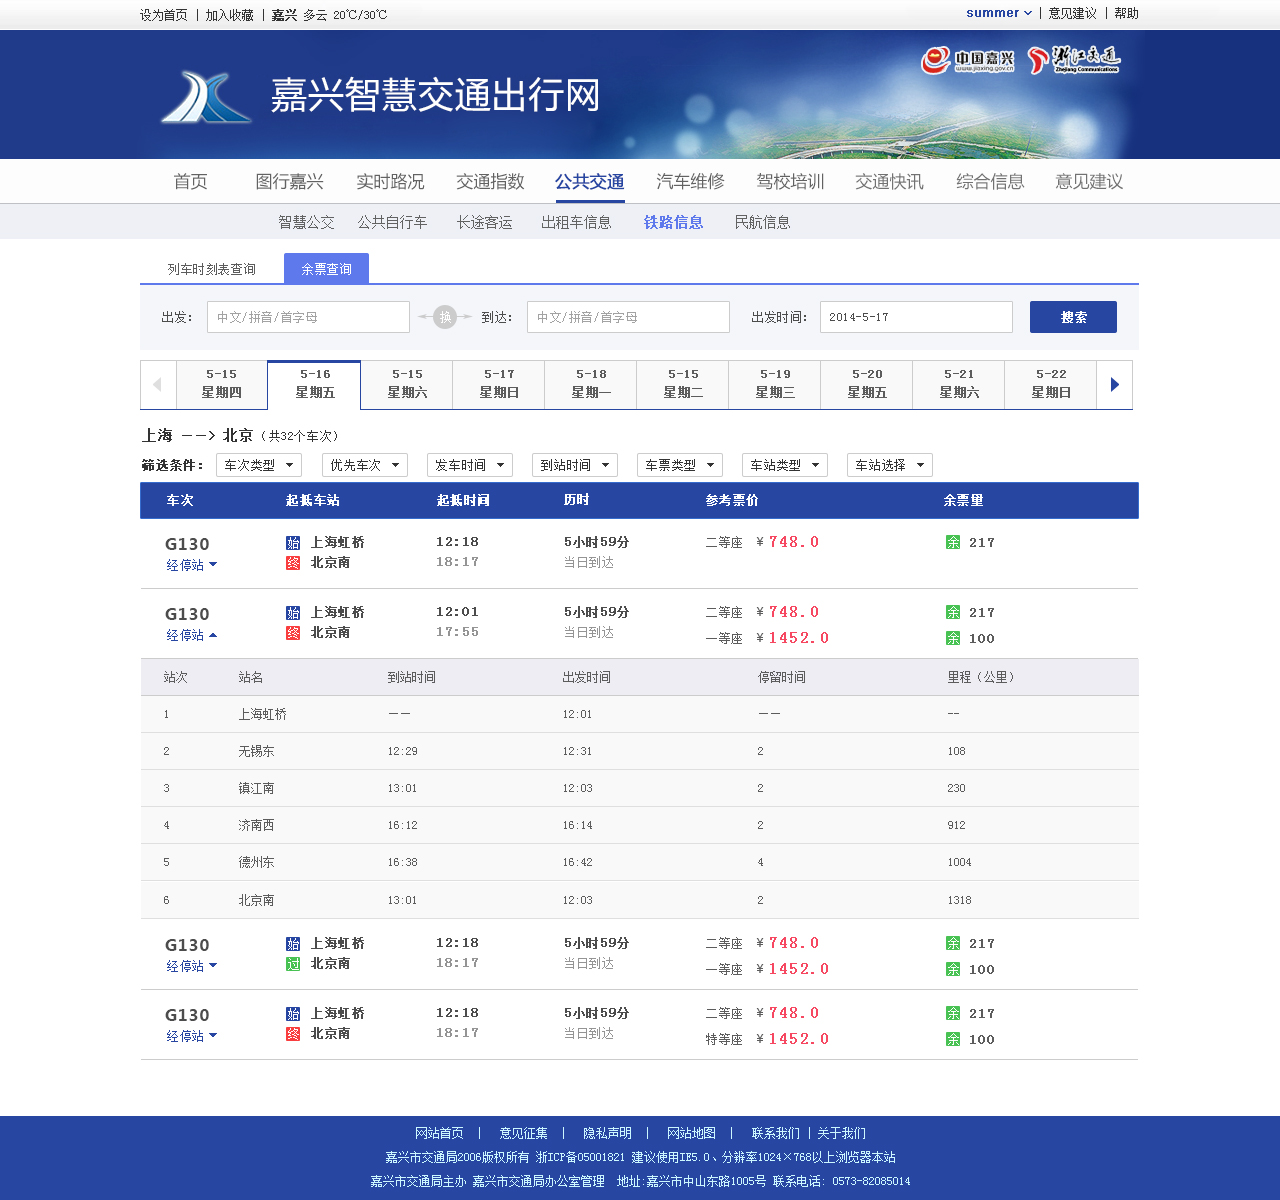 设为首页 | 加入收藏 | 嘉兴 多云 20℃/30℃ summer | 意见建议 | 帮助
中国嘉兴 www.jiaxing.gov.cn 浙江交通 Zhejiang Communications
嘉兴智慧交通出行网
首页 图行嘉兴 实时路况 交通指数 公共交通 汽车维修 驾校培训 交通快讯 综合信息 意见建议
智慧公交 公共自行车 长途客运 出租车信息 铁路信息 民航信息
列车时刻表查询 余票查询
出发: 中文/拼音/首字母 换 到达: 中文/拼音/首字母 出发时间: 2014-5-17 搜索
5-15 5-16 5-15 5-17 5-18 5-15 5-19 5-20 5-21 5-22
星期四 星期五 星期六 星期日 星期一 星期二 星期三 星期五 星期六 星期日
上海 ——> 北京（共32个车次）
筛选条件: 车次类型 优先车次 发车时间 到站时间 车票类型 车站类型 车站选择
车次 起抵车站 起抵时间 历时 参考票价 余票量
G130 始 上海虹桥 12:18 5小时59分 二等座 ¥748.0 余 217
经停站 终 北京南 18:17 当日到达
G130 始 上海虹桥 12:01 5小时59分 二等座 ¥748.0 余 217
经停站 终 北京南 17:55 当日到达 一等座 ¥1452.0 余 100
站次 站名 到站时间 出发时间 停留时间 里程（公里）
1 上海虹桥 —— 12:01 —— --
2 无锡东 12:29 12:31 2 108
3 镇江南 13:01 12:03 2 230
4 济南西 16:12 16:14 2 912
5 德州东 16:38 16:42 4 1004
6 北京南 13:01 12:03 2 1318
G130 始 上海虹桥 12:18 5小时59分 二等座 ¥748.0 余 217
经停站 过 北京南 18:17 当日到达 一等座 ¥1452.0 余 100
G130 始 上海虹桥 12:18 5小时59分 二等座 ¥748.0 余 217
经停站 终 北京南 18:17 当日到达 特等座 ¥1452.0 余 100
网站首页 | 意见征集 | 隐私声明 | 网站地图 | 联系我们 | 关于我们
嘉兴市交通局2006版权所有 浙ICP备05001821 建议使用IE5.0、分辨率1024×768以上浏览器本站
嘉兴市交通局主办 嘉兴市交通局办公室管理 地址:嘉兴市中山东路1005号 联系电话: 0573-82085014